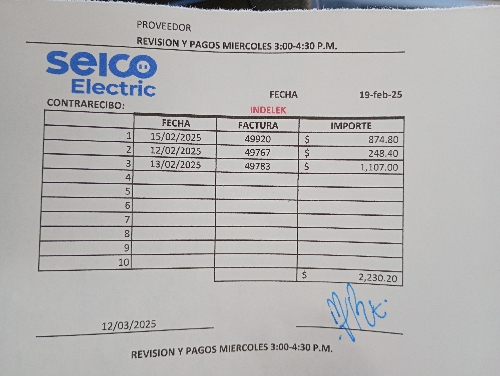 PROVEEDOR
REVISION Y PAGOS MIERCOLES 3:00-4:30 P.M.
seico
Electric
FECHA 19-feb-25
CONTRARECIBO: INDELEK
FECHA FACTURA IMPORTE
1 15/02/2025 49920 $ 874.80
2 12/02/2025 49767 $ 248.40
3 13/02/2025 49783 $ 1,107.00
4
5
6
7
8
9
10
$ 2,230.20
12/03/2025
REVISION Y PAGOS MIERCOLES 3:00-4:30 P.M.